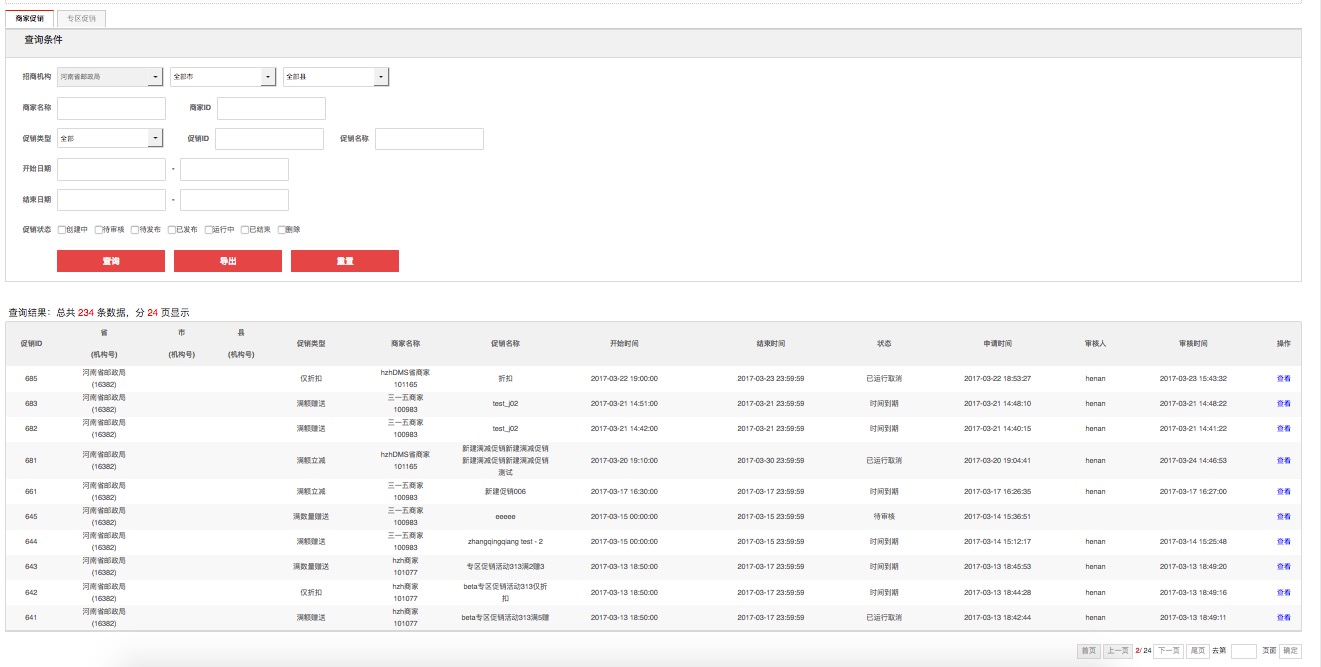 商家促销 专区促销
查询条件
招商机构 河南省邮政局 全部市 全部县
商家名称 商家ID
促销类型 全部 促销ID 促销名称
开始日期 -
结束日期 -
促销状态 创建中 待审核 待发布 已发布 运行中 已结束 删除
查询 导出 重置
查询结果：总共 234 条数据，分 24 页显示
促销ID 省 (机构号) 市 (机构号) 县 (机构号) 促销类型 商家名称 促销名称 开始时间 结束时间 状态 申请时间 审核人 审核时间 操作
685 河南省邮政局 (16382) 仅折扣 hzhDMS省商家 101165 折扣 2017-03-22 19:00:00 2017-03-23 23:59:59 已运行取消 2017-03-22 18:53:27 henan 2017-03-23 15:43:32 查看
683 河南省邮政局 (16382) 满额赠送 三一五商家 100983 test_j02 2017-03-21 14:51:00 2017-03-21 23:59:59 时间到期 2017-03-21 14:48:10 henan 2017-03-21 14:48:22 查看
682 河南省邮政局 (16382) 满额赠送 三一五商家 100983 test_j02 2017-03-21 14:42:00 2017-03-21 23:59:59 时间到期 2017-03-21 14:40:15 henan 2017-03-21 14:41:22 查看
681 河南省邮政局 (16382) 满额立减 hzhDMS省商家 101165 新建满减促销新建满减促销新建满减促销新建满减促销测试 2017-03-20 19:10:00 2017-03-30 23:59:59 已运行取消 2017-03-20 19:04:41 henan 2017-03-24 14:46:53 查看
661 河南省邮政局 (16382) 满额立减 三一五商家 100983 新建促销006 2017-03-17 16:30:00 2017-03-17 23:59:59 时间到期 2017-03-17 16:26:35 henan 2017-03-17 16:27:00 查看
645 河南省邮政局 (16382) 满数量赠送 三一五商家 100983 eeeee 2017-03-15 00:00:00 2017-03-15 23:59:59 待审核 2017-03-14 15:36:51 查看
644 河南省邮政局 (16382) 满额赠送 三一五商家 100983 zhangqingqiang test - 2 2017-03-15 00:00:00 2017-03-15 23:59:59 时间到期 2017-03-14 15:12:17 henan 2017-03-14 15:25:48 查看
643 河南省邮政局 (16382) 满数量赠送 hzh商家 101077 专区促销活动313满2赠3 2017-03-13 18:50:00 2017-03-17 23:59:59 时间到期 2017-03-13 18:45:53 henan 2017-03-13 18:49:20 查看
642 河南省邮政局 (16382) 仅折扣 hzh商家 101077 beta专区促销活动313仅折扣 2017-03-13 18:50:00 2017-03-17 23:59:59 时间到期 2017-03-13 18:44:28 henan 2017-03-13 18:49:16 查看
641 河南省邮政局 (16382) 满额赠送 hzh商家 101077 beta专区促销活动313满5赠 2017-03-13 18:50:00 2017-03-17 23:59:59 已运行取消 2017-03-13 18:42:44 henan 2017-03-13 18:49:11 查看
首页 上一页 2/ 24 下一页 尾页 去第 页面 确定